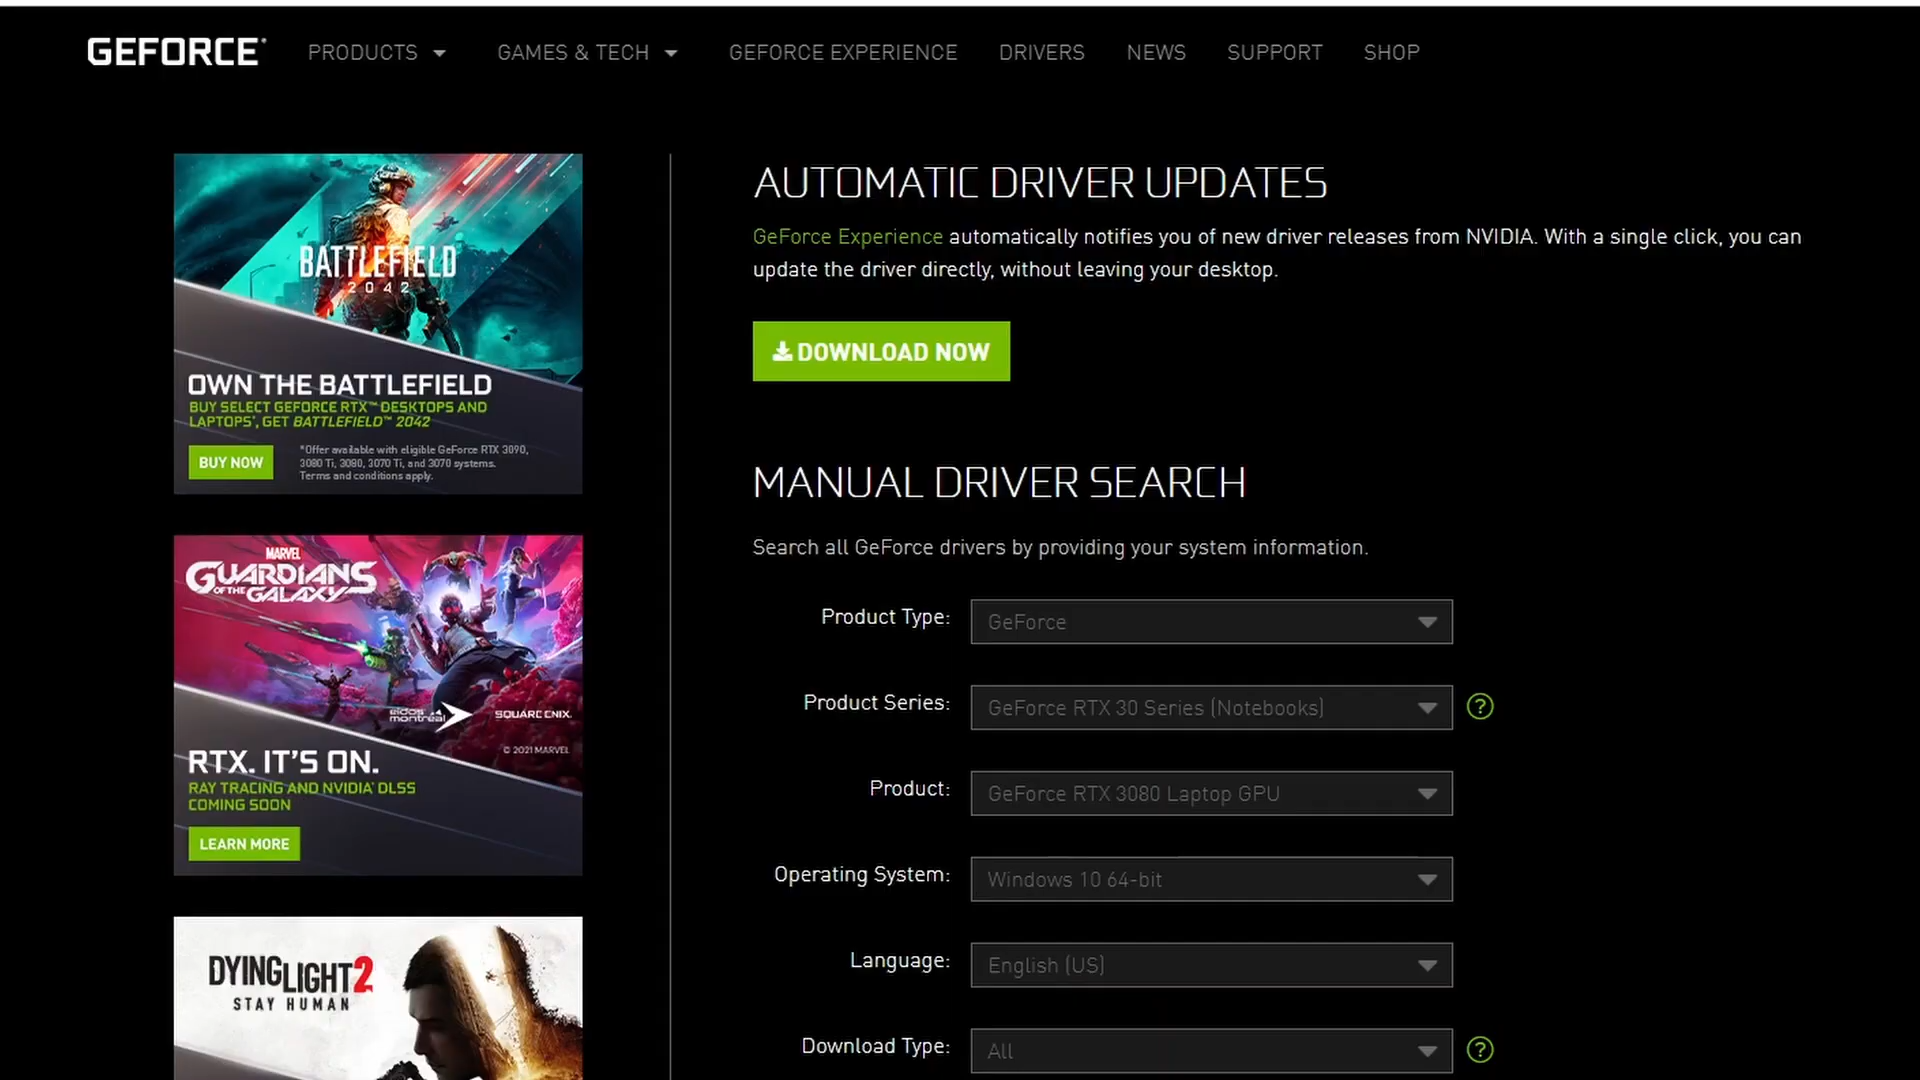 GEFORCE
PRODUCTS
GAMES & TECH
GEFORCE EXPERIENCE
DRIVERS
NEWS
SUPPORT
SHOP
BATTLEFIELD
2042
OWN THE BATTLEFIELD
BUY SELECT GEFORCE RTX™ DESKTOPS AND
LAPTOPS*, GET BATTLEFIELD™ 2042
BUY NOW
*Offer available with eligible GeForce RTX 3090,
3080 Ti, 3080, 3070 Ti, and 3070 systems.
Terms and conditions apply.
MARVEL
GUARDIANS
OF THE GALAXY
eidos montréal
SQUARE ENIX.
© 2021 MARVEL
RTX. IT'S ON.
RAY TRACING AND NVIDIA® DLSS
COMING SOON
LEARN MORE
DYING LIGHT 2
STAY HUMAN
AUTOMATIC DRIVER UPDATES
GeForce Experience automatically notifies you of new driver releases from NVIDIA. With a single click, you can
update the driver directly, without leaving your desktop.
DOWNLOAD NOW
MANUAL DRIVER SEARCH
Search all GeForce drivers by providing your system information.
Product Type: GeForce
Product Series: GeForce RTX 30 Series (Notebooks) ?
Product: GeForce RTX 3080 Laptop GPU
Operating System: Windows 10 64-bit
Language: English (US)
Download Type: All ?